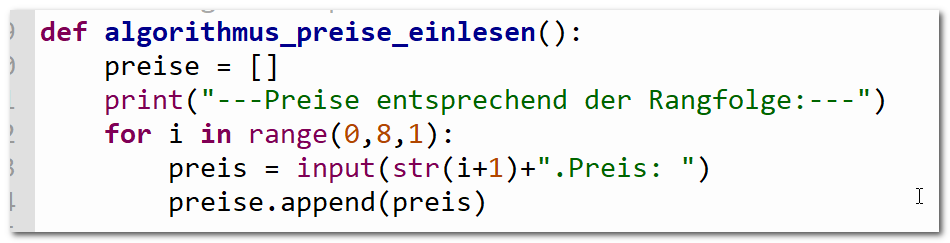 def algorithmus_preise_einlesen():
    preise = []
    print("---Preise entsprechend der Rangfolge:---")
    for i in range(0,8,1):
        preis = input(str(i+1)+".Preis: ")
        preise.append(preis)